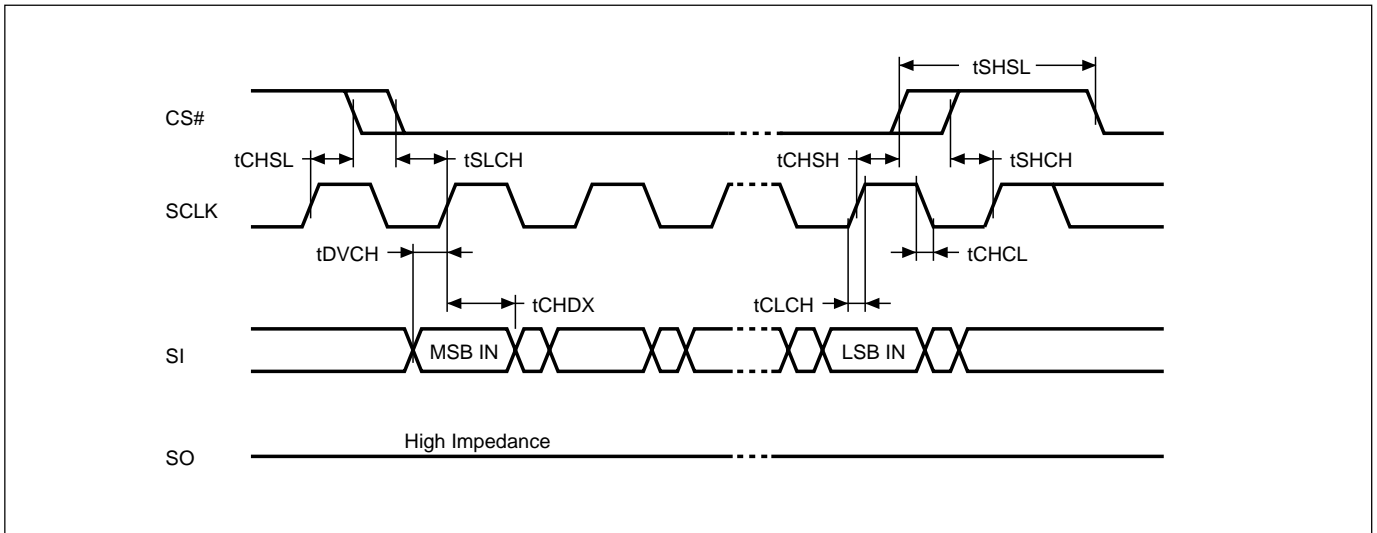 tSHSL
CS#
tCHSL
tSLCH
tCHSH
tSHCH
SCLK
tDVCH
tCHCL
tCHDX
tCLCH
SI
MSB IN
LSB IN
High Impedance
SO